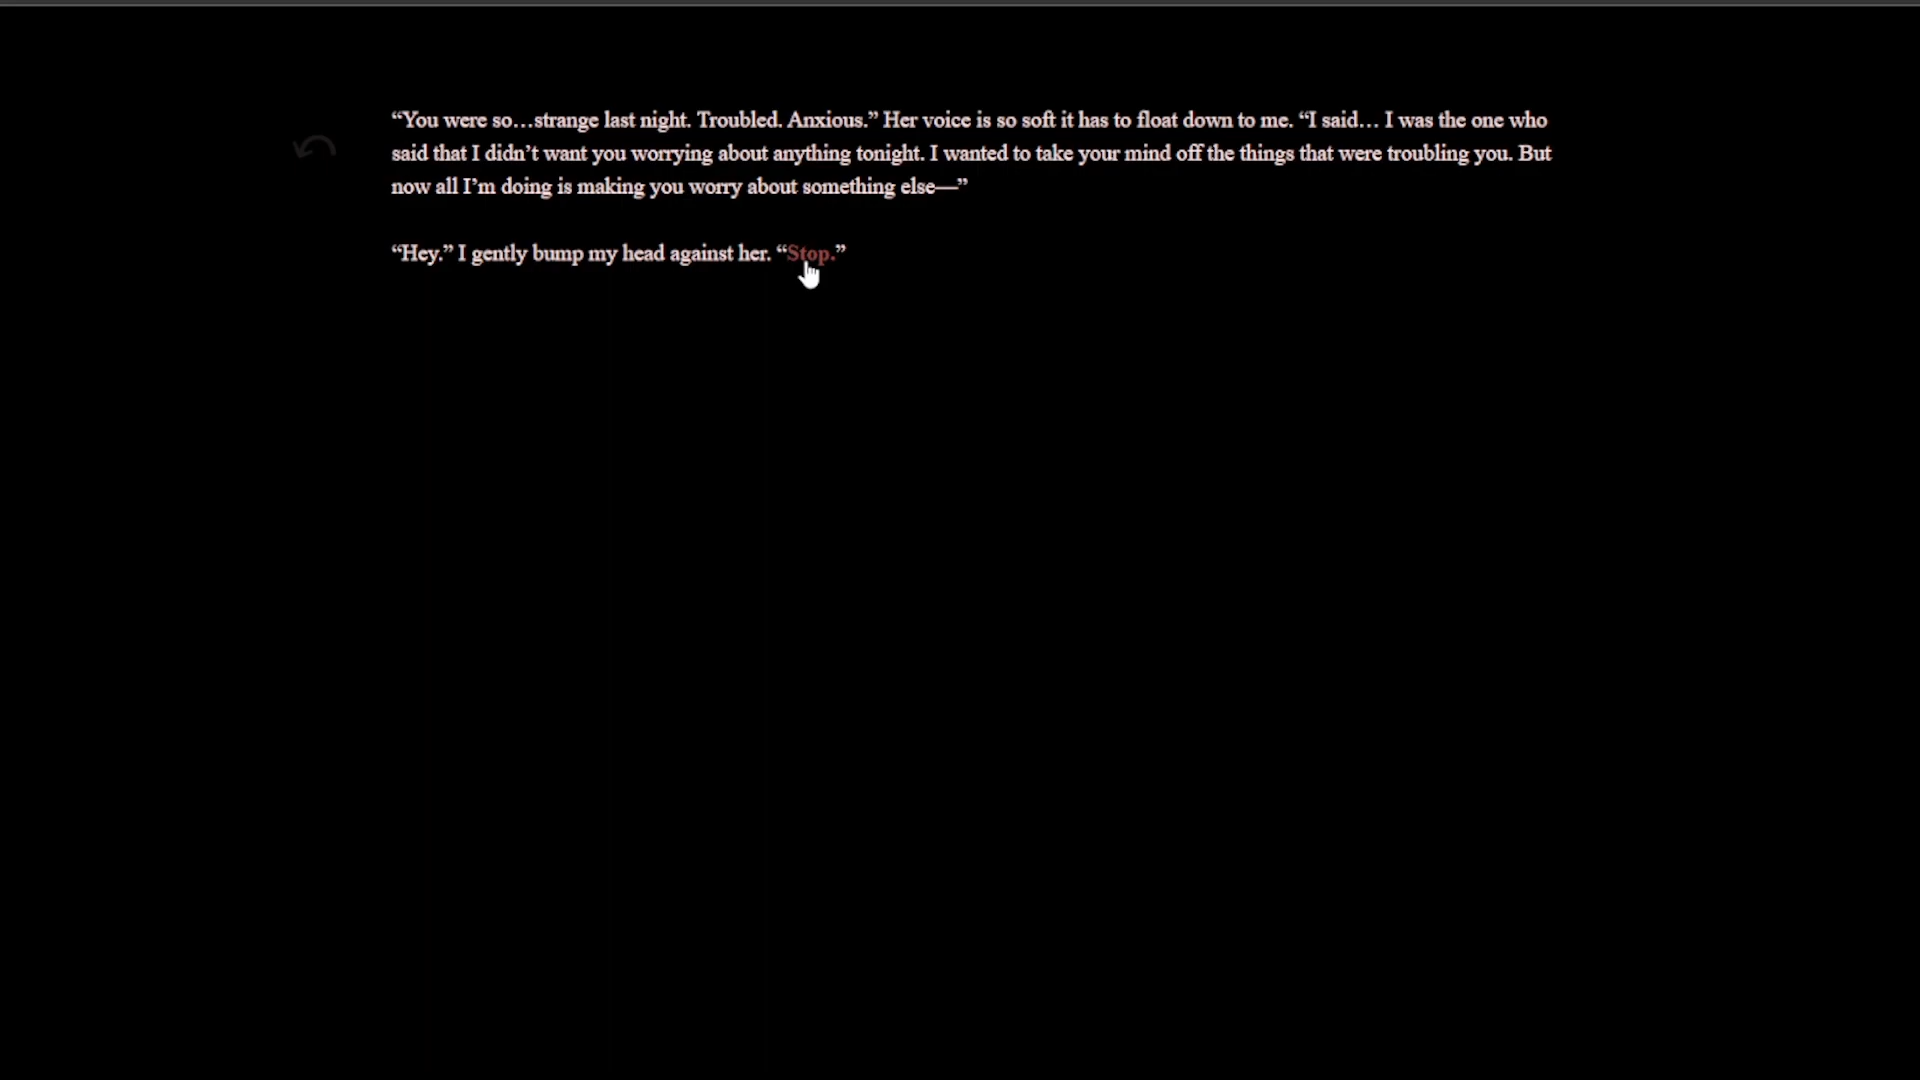 “You were so…strange last night. Troubled. Anxious.” Her voice is so soft it has to float down to me. “I said… I was the one who
said that I didn’t want you worrying about anything tonight. I wanted to take your mind off the things that were troubling you. But
now all I’m doing is making you worry about something else—”
“Hey.” I gently bump my head against her. “Stop.”